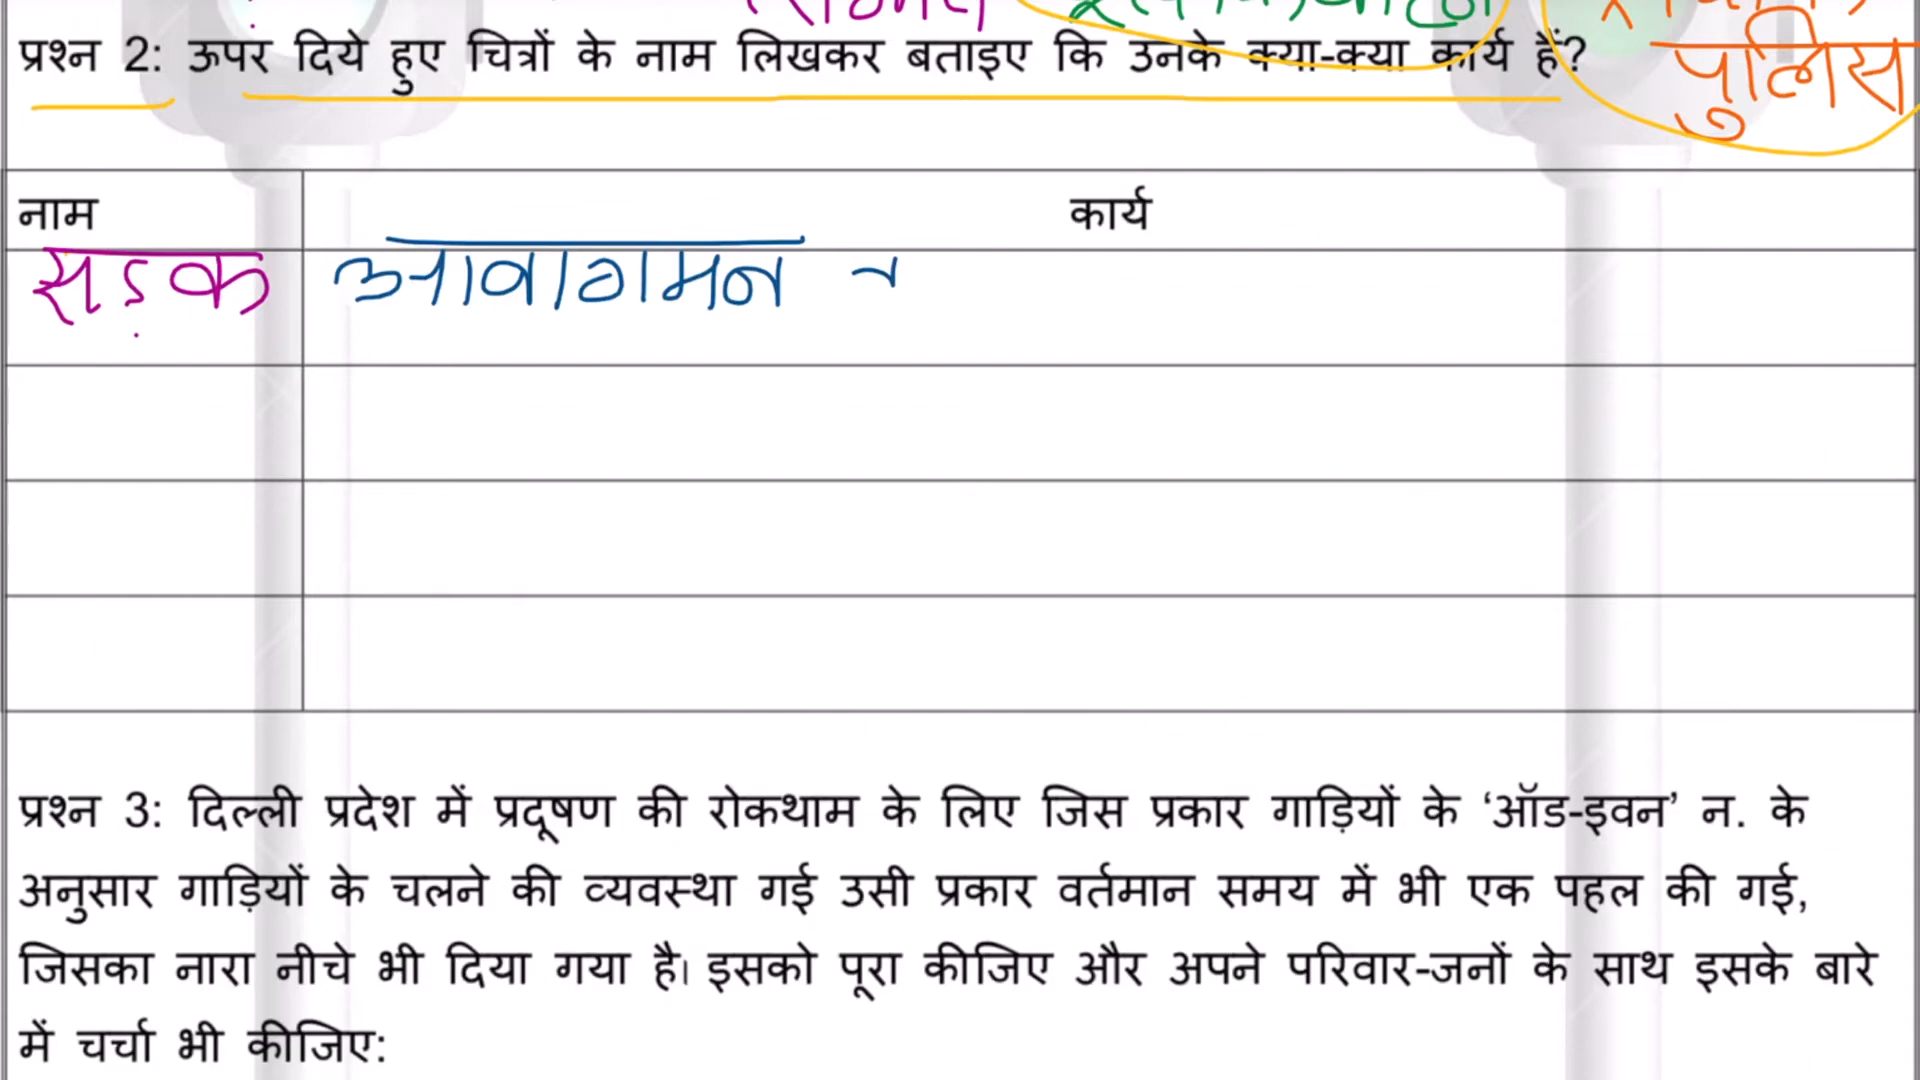 प्रश्न 2: ऊपर दिये हुए चित्रों के नाम लिखकर बताइए कि उनके क्या-क्या कार्य हैं?
पुलिस
नाम कार्य
सड़क आवागमन
प्रश्न 3: दिल्ली प्रदेश में प्रदूषण की रोकथाम के लिए जिस प्रकार गाड़ियों के ‘ऑड-इवन’ न. के
अनुसार गाड़ियों के चलने की व्यवस्था गई उसी प्रकार वर्तमान समय में भी एक पहल की गई,
जिसका नारा नीचे भी दिया गया है। इसको पूरा कीजिए और अपने परिवार-जनों के साथ इसके बारे
में चर्चा भी कीजिए: